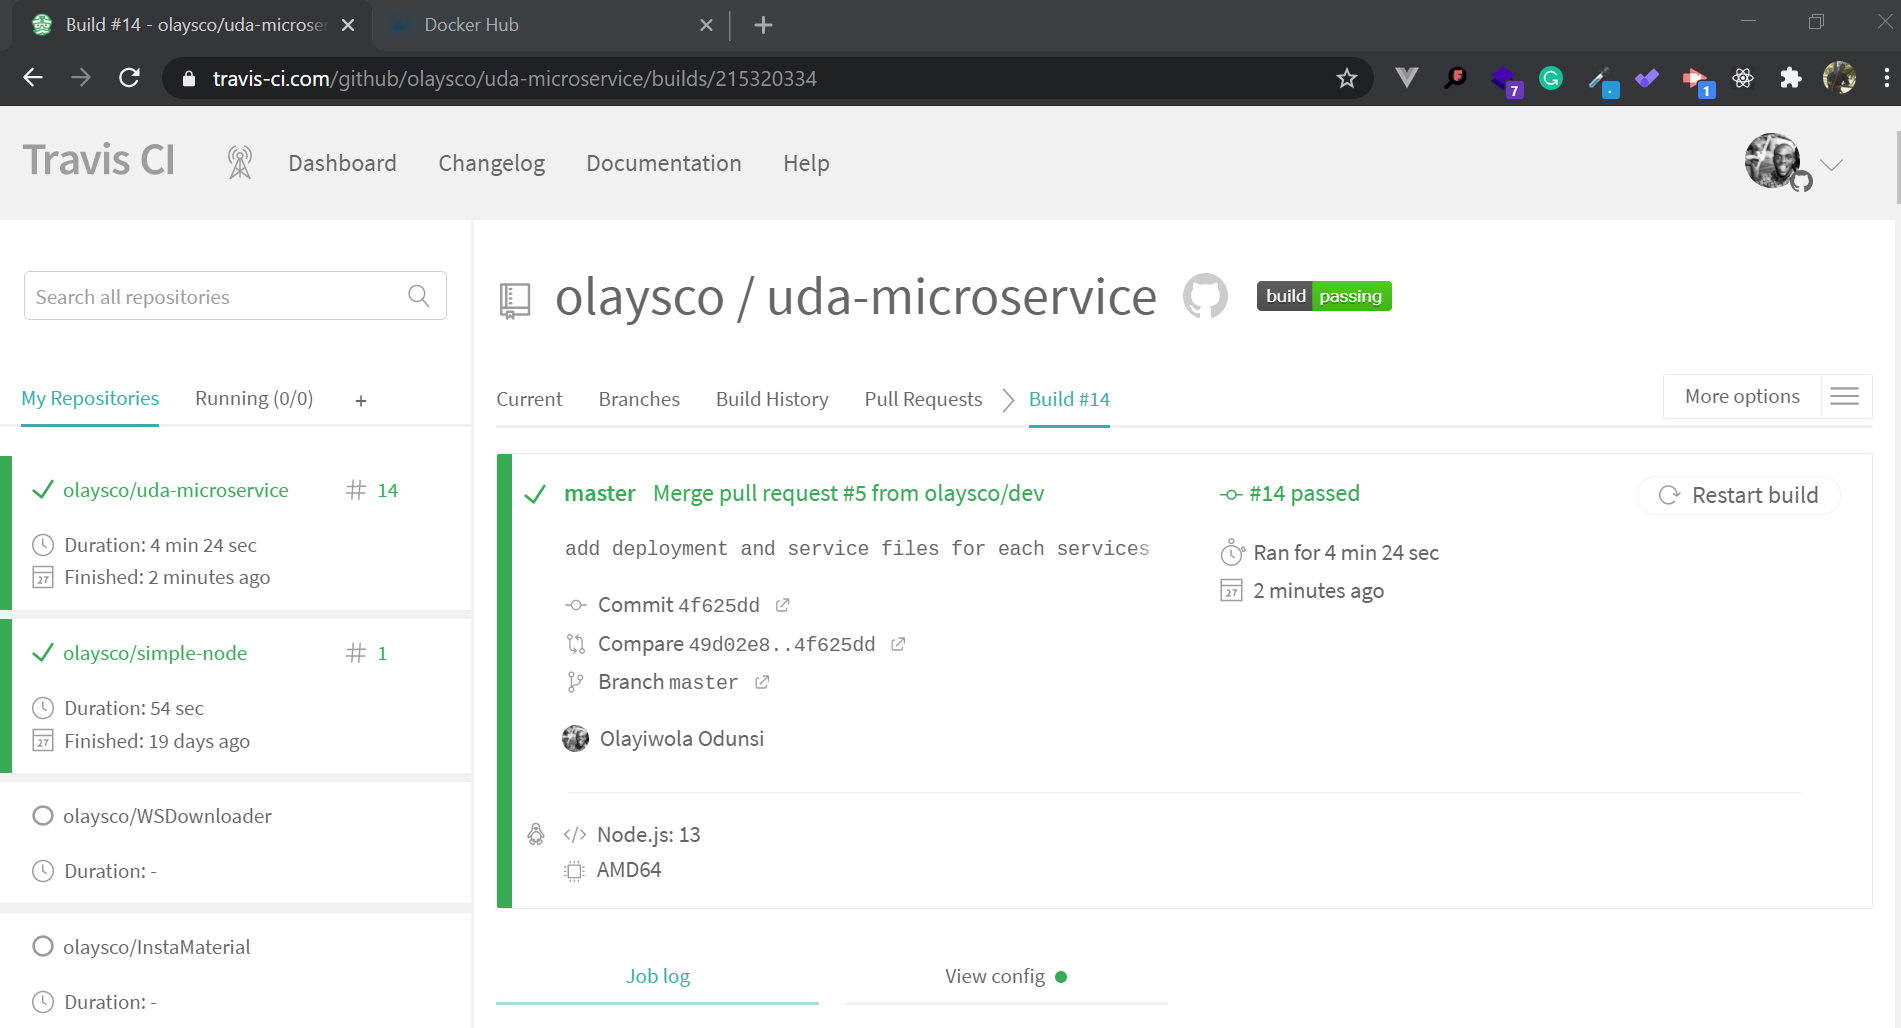 Build #14 - olaysco/uda-microser
Docker Hub
travis-ci.com/github/olaysco/uda-microservice/builds/215320334
7
1
Travis CI
Dashboard
Changelog
Documentation
Help
Search all repositories
olaysco / uda-microservice
build passing
My Repositories
Running (0/0)
+
Current
Branches
Build History
Pull Requests
Build #14
More options
olaysco/uda-microservice
# 14
Duration: 4 min 24 sec
27 Finished: 2 minutes ago
olaysco/simple-node
# 1
Duration: 54 sec
27 Finished: 19 days ago
olaysco/WSDownloader
Duration: -
olaysco/InstaMaterial
Duration: -
master Merge pull request #5 from olaysco/dev
add deployment and service files for each services
Commit 4f625dd
Compare 49d02e8..4f625dd
Branch master
Olayiwola Odunsi
#14 passed
Ran for 4 min 24 sec
27 2 minutes ago
Restart build
</> Node.js: 13
AMD64
Job log
View config